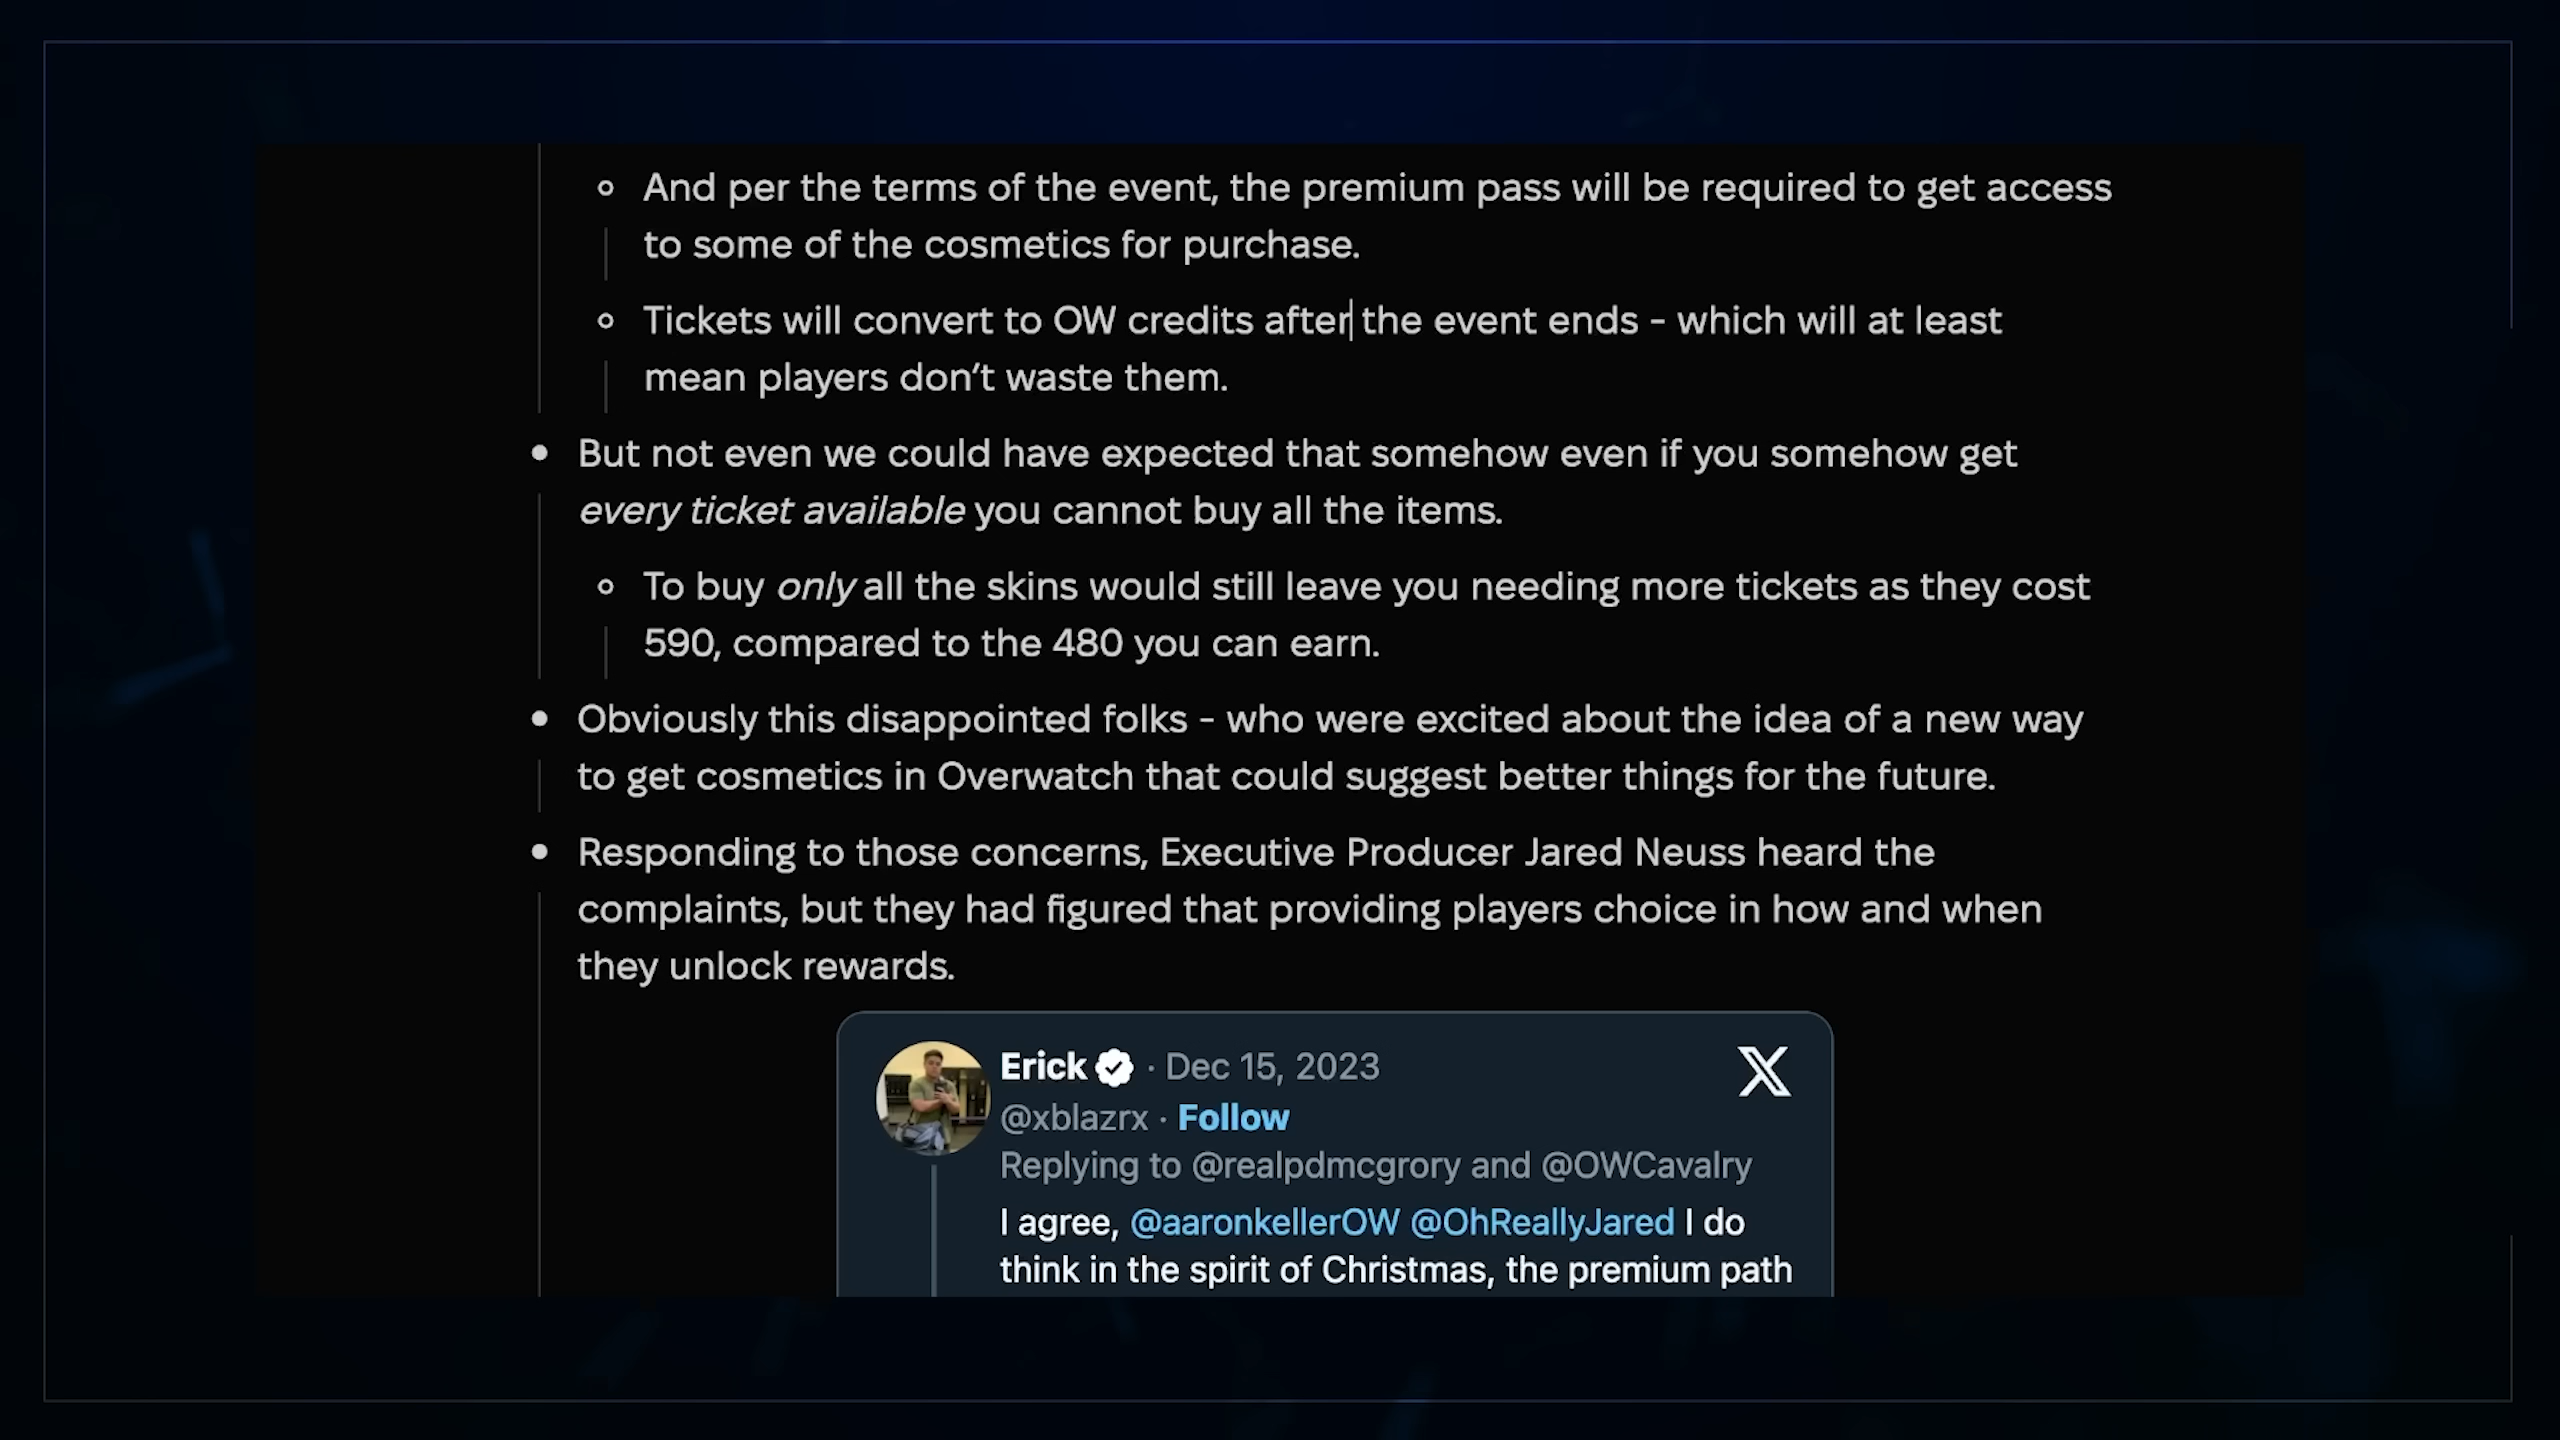 And per the terms of the event, the premium pass will be required to get access
to some of the cosmetics for purchase.
Tickets will convert to OW credits after the event ends - which will at least
mean players don’t waste them.
But not even we could have expected that somehow even if you somehow get
every ticket available you cannot buy all the items.
To buy only all the skins would still leave you needing more tickets as they cost
590, compared to the 480 you can earn.
Obviously this disappointed folks - who were excited about the idea of a new way
to get cosmetics in Overwatch that could suggest better things for the future.
Responding to those concerns, Executive Producer Jared Neuss heard the
complaints, but they had figured that providing players choice in how and when
they unlock rewards.
Erick · Dec 15, 2023
@xblazrx · Follow
Replying to @realpdmcgrory and @OWCavalry
I agree, @aaronkellerOW @OhReallyJared I do
think in the spirit of Christmas, the premium path